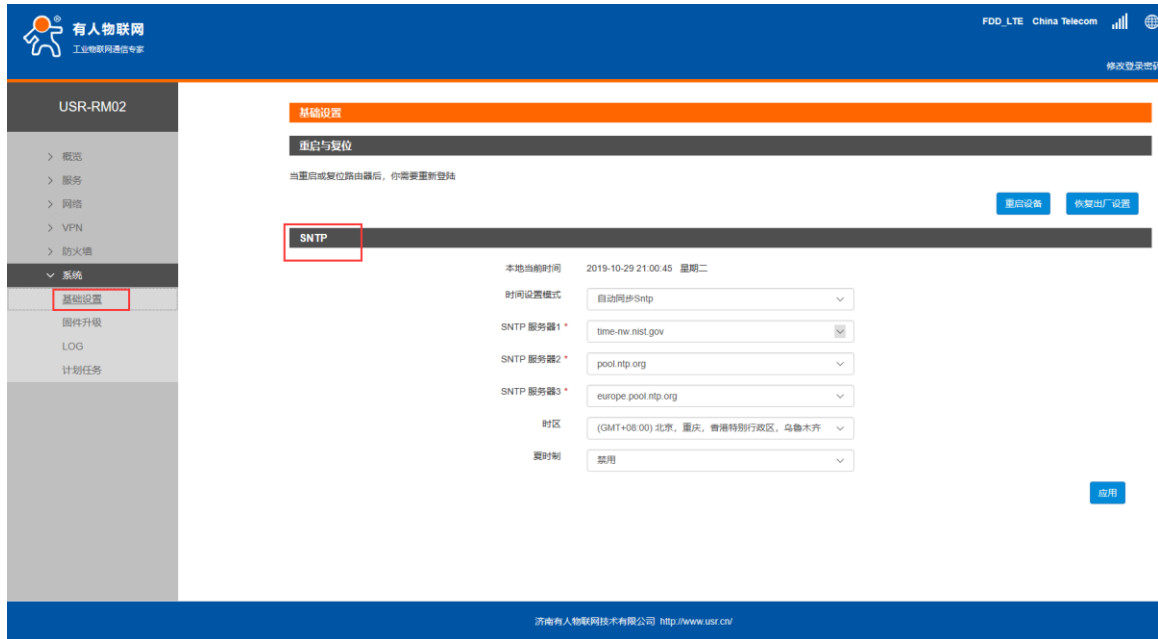 有人物联网
®
工业物联网通信专家
FDD_LTE China Telecom
修改登录密码
USR-RM02
概览
服务
网络
VPN
防火墙
系统
基础设置
固件升级
LOG
计划任务
基础设置
重启与复位
当重启或复位路由器后，你需要重新登陆
重启设备 恢复出厂设置
SNTP
本地当前时间 2019-10-29 21:00:45 星期二
时间设置模式 自动同步Sntp
SNTP 服务器1 * time-nw.nist.gov
SNTP 服务器2 * pool.ntp.org
SNTP 服务器3 * europe.pool.ntp.org
时区 (GMT+08:00) 北京，重庆，香港特别行政区，乌鲁木齐
夏时制 禁用
应用
济南有人物联网技术有限公司 http://www.usr.cn/